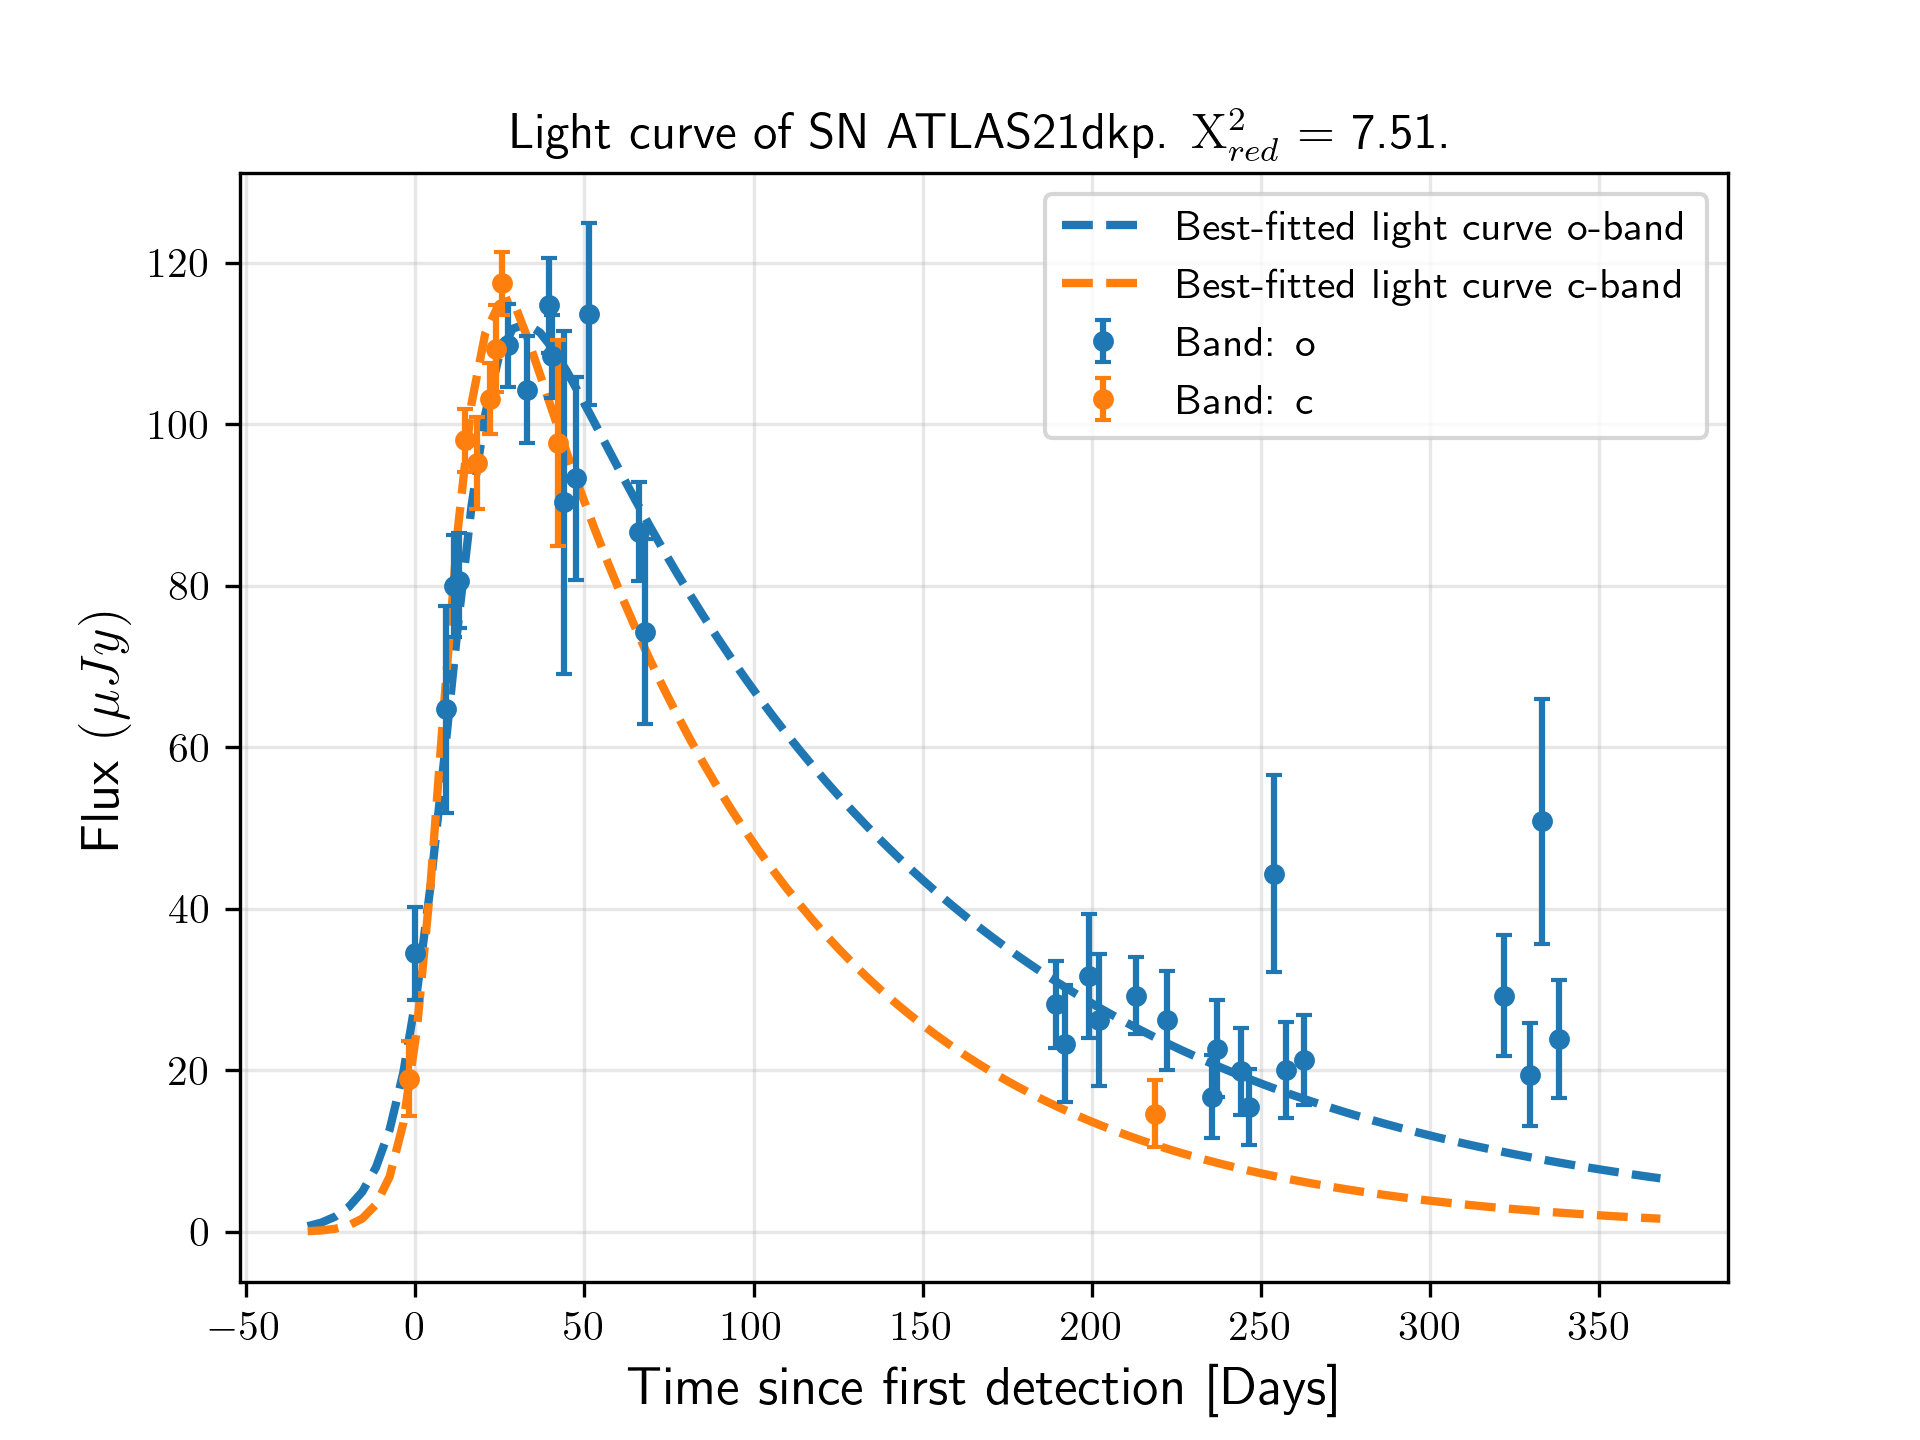 Light curve of SN ATLAS21dkp. X²_red = 7.51.
Best-fitted light curve o-band
Best-fitted light curve c-band
Band: o
Band: c
Flux (μJy)
120
100
80
60
40
20
0
−50 0 50 100 150 200 250 300 350
Time since first detection [Days]